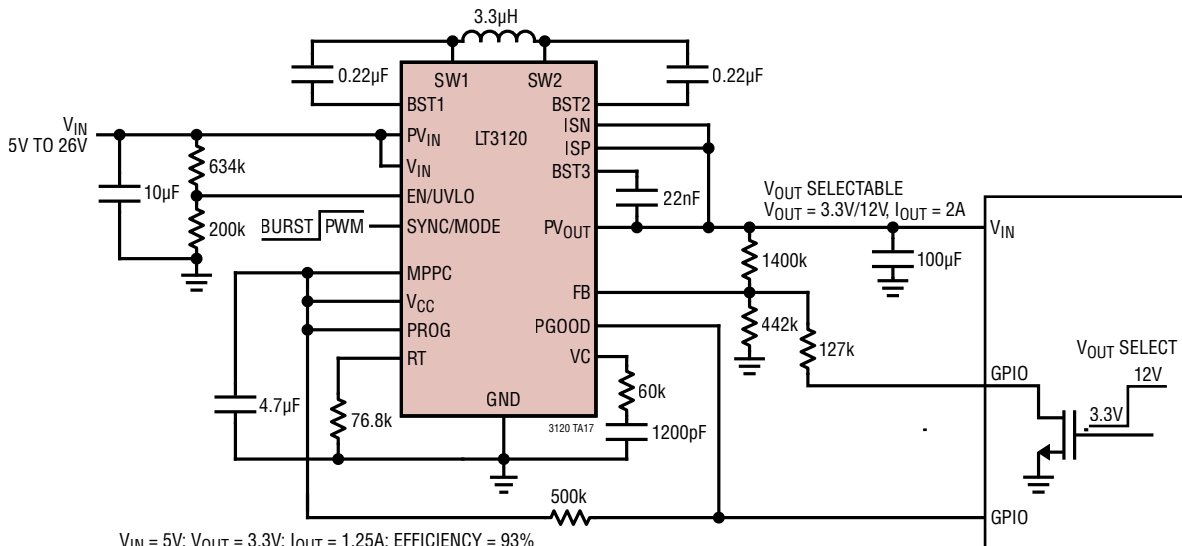 3.3µH
0.22µF
0.22µF
SW1
SW2
BST1
BST2
ISN
VIN
5V TO 26V
PVIN
LT3120
ISP
634k
VIN
BST3
10µF
EN/UVLO
22nF
VOUT SELECTABLE
VOUT = 3.3V/12V, IOUT = 2A
200k
BURST
PWM
SYNC/MODE
PVOUT
VIN
1400k
100µF
MPPC
FB
VCC
442k
PROG
PGOOD
127k
VOUT SELECT
RT
VC
GPIO
12V
60k
4.7µF
76.8k
GND
3.3V
3120 TA17
1200pF
500k
GPIO
VIN = 5V; VOUT = 3.3V; IOUT = 1.25A; EFFICIENCY = 93%